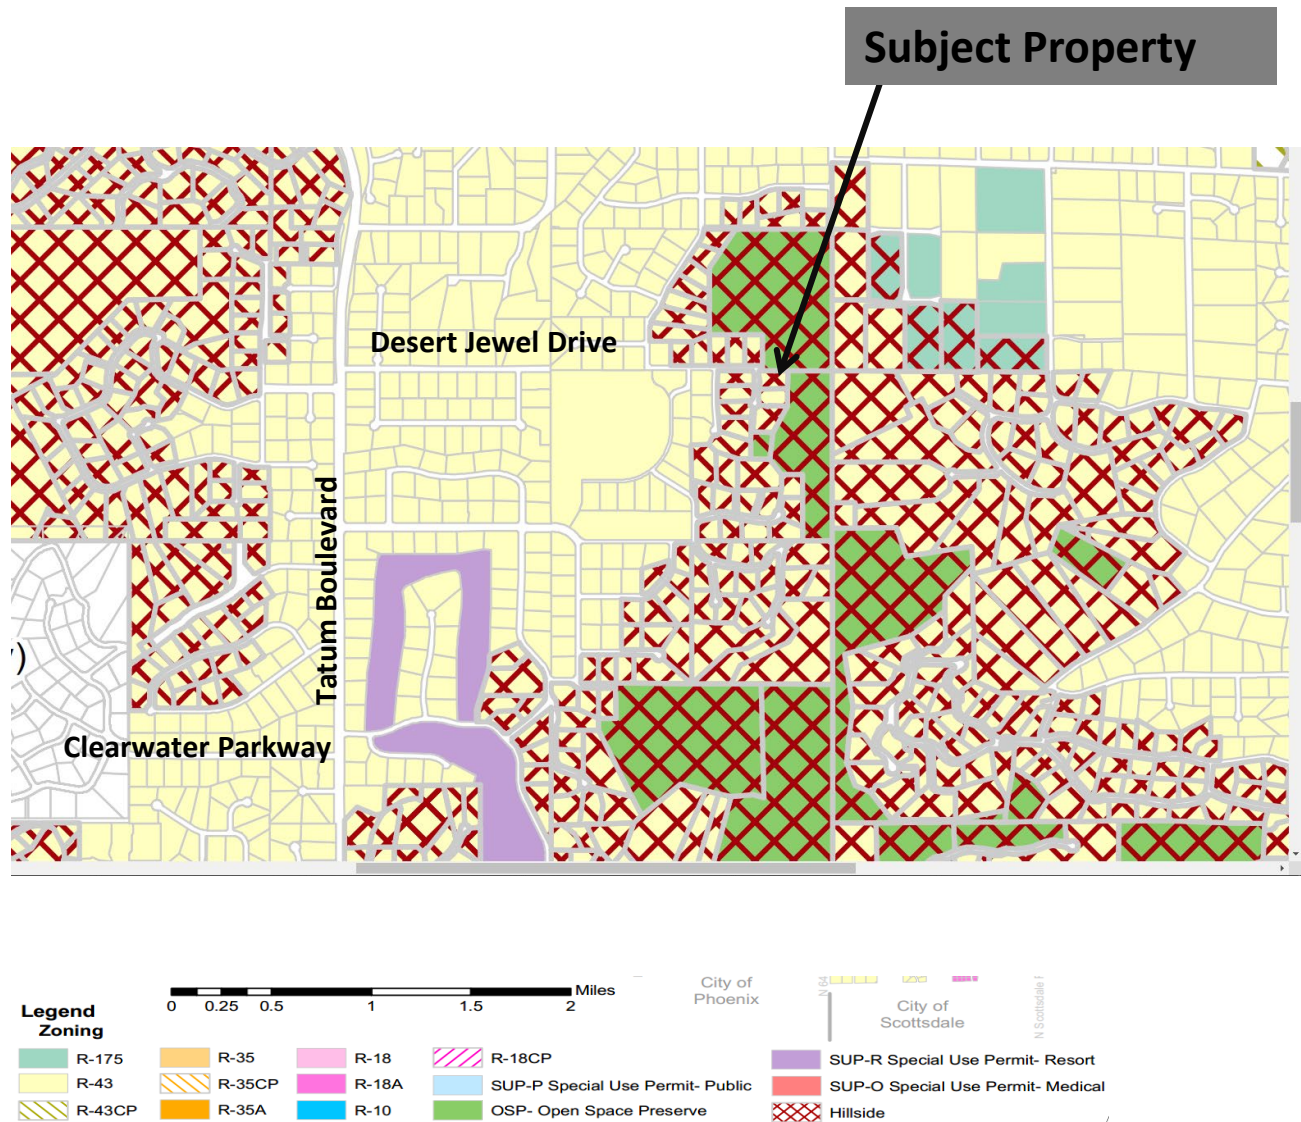 Subject Property
Desert Jewel Drive
Tatum Boulevard
)
Clearwater Parkway
Legend
Zoning
0 0.25 0.5 1 1.5 2 Miles
City of
Phoenix
N 64
City of
Scottsdale
N Scottsdale
R-175
R-43
R-43CP
R-35
R-35CP
R-35A
R-18
R-18A
R-10
R-18CP
SUP-P Special Use Permit- Public
OSP- Open Space Preserve
SUP-R Special Use Permit- Resort
SUP-O Special Use Permit- Medical
Hillside